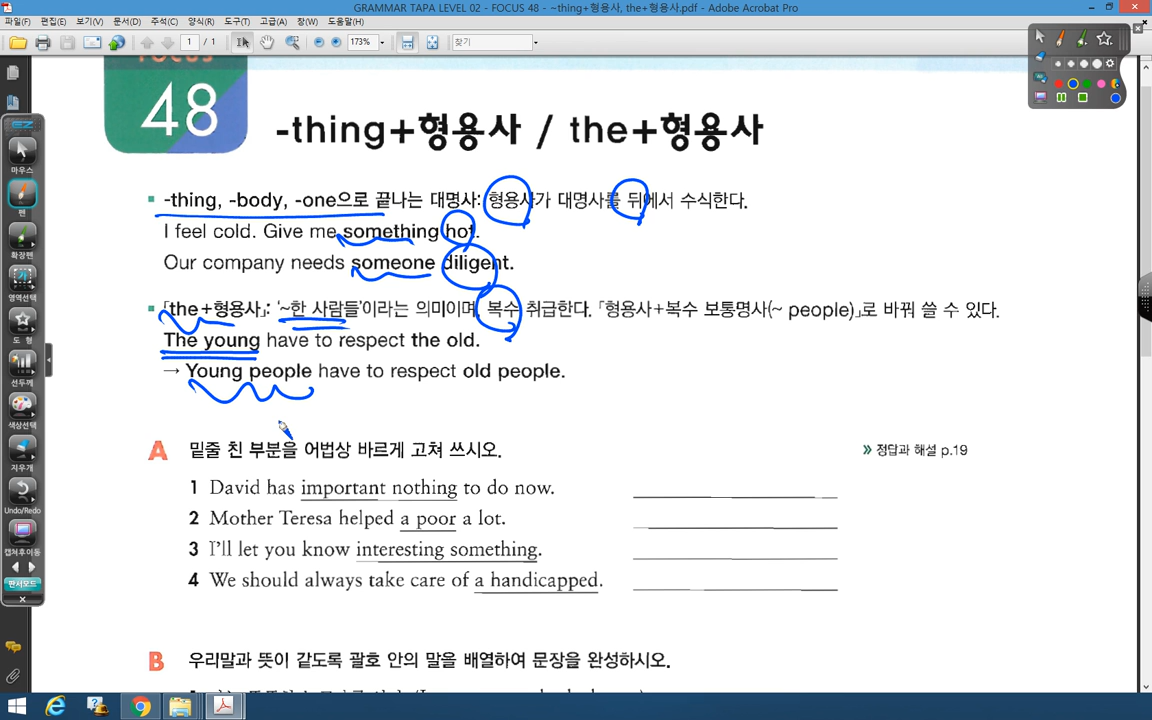 GRAMMAR TAPA LEVEL 02 - FOCUS 48 - ~thing+형용사, the+형용사.pdf - Adobe Acrobat Pro
파일(F) 편집(E) 보기(V) 문서(D) 주석(C) 양식(R) 도구(T) 고급(A) 창(W) 도움말(H)
1 / 1 173% 찾기
FOCUS
48
-thing+형용사 / the+형용사
-thing, -body, -one으로 끝나는 대명사: 형용사가 대명사를 뒤에서 수식한다.
I feel cold. Give me something hot.
Our company needs someone diligent.
「the+형용사」: '~한 사람들'이라는 의미이며, 복수 취급한다. 「형용사+복수 보통명사(~ people)」로 바꿔 쓸 수 있다.
The young have to respect the old.
→ Young people have to respect old people.
A 밑줄 친 부분을 어법상 바르게 고쳐 쓰시오.
» 정답과 해설 p.19
1 David has important nothing to do now.
2 Mother Teresa helped a poor a lot.
3 I'll let you know interesting something.
4 We should always take care of a handicapped.
B 우리말과 뜻이 같도록 괄호 안의 말을 배열하여 문장을 완성하시오.
EZ
마우스
펜
확장펜
영역선택
도 형
선두께
색상선택
지우개
Undo/Redo
캡쳐후이동
판서모드